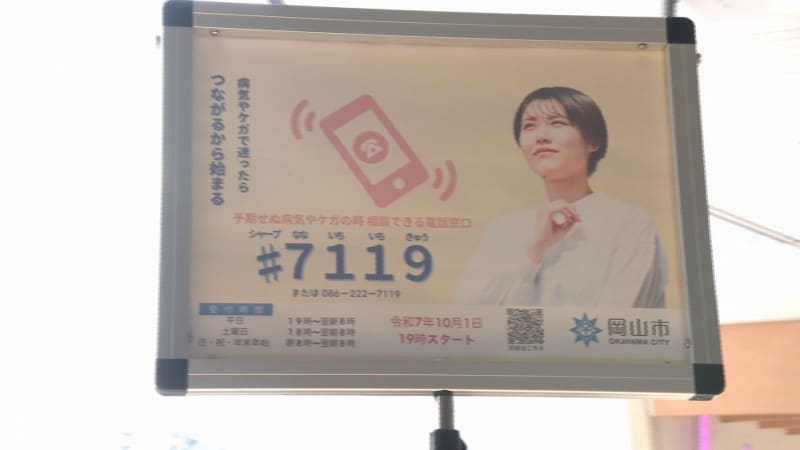 病気やケガで迷ったら
つながるから始まる
予期せぬ病気やケガの時 相談できる電話窓口
シャープ なな いち いち きゅう
#7119
または 086-222-7119
受付時間
平日 19時〜翌朝8時
土曜日 18時〜翌朝8時
日・祝・年末年始 朝8時〜翌朝8時
令和7年10月1日
19時スタート
岡山市
OKAYAMA CITY